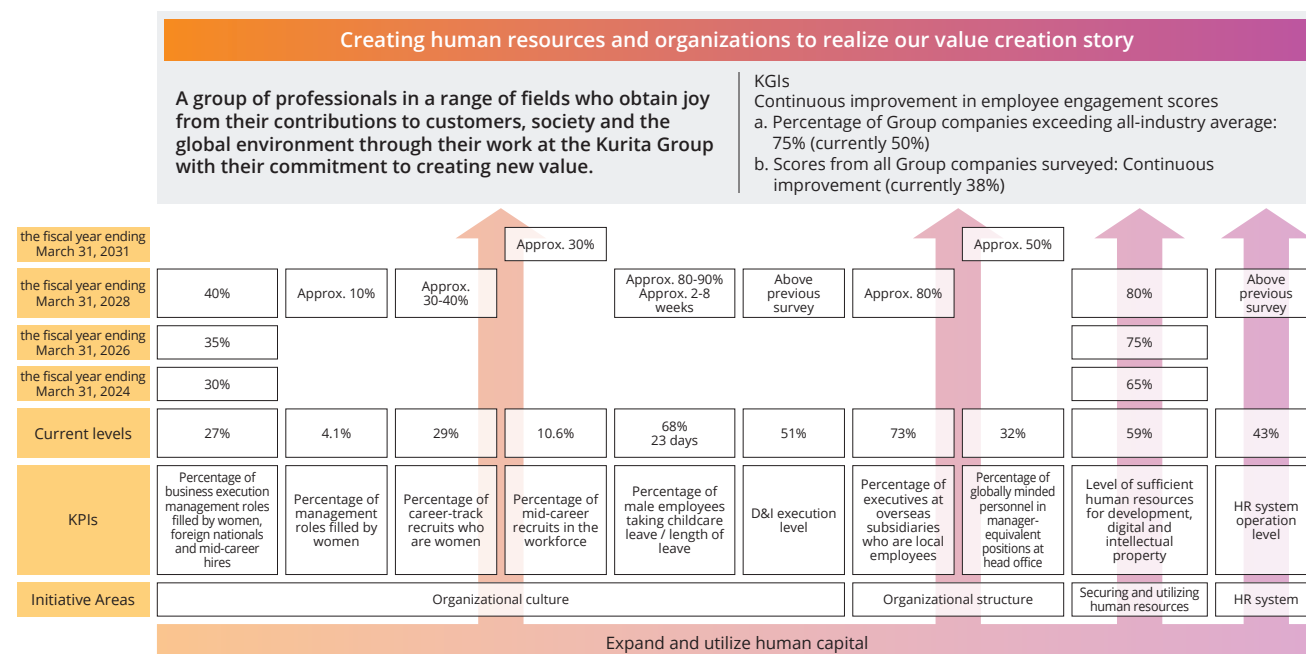 Creating human resources and organizations to realize our value creation story
A group of professionals in a range of fields who obtain joy
from their contributions to customers, society and the
global environment through their work at the Kurita Group
with their commitment to creating new value.
KGIs
Continuous improvement in employee engagement scores
a. Percentage of Group companies exceeding all-industry average:
75% (currently 50%)
b. Scores from all Group companies surveyed: Continuous
improvement (currently 38%)
the fiscal year ending
March 31, 2031
Approx. 30%
Approx. 50%
the fiscal year ending
March 31, 2028
40%
Approx. 10%
Approx.
30-40%
Approx. 80-90%
Approx. 2-8
weeks
Above
previous
survey
Approx. 80%
80%
Above
previous
survey
the fiscal year ending
March 31, 2026
35%
75%
the fiscal year ending
March 31, 2024
30%
65%
Current levels
27%
4.1%
29%
10.6%
68%
23 days
51%
73%
32%
59%
43%
KPIs
Percentage of
business execution
management roles
filled by women,
foreign nationals
and mid-career
hires
Percentage of
management
roles filled by
women
Percentage of
career-track
recruits who
are women
Percentage of
mid-career
recruits in the
workforce
Percentage of
male employees
taking childcare
leave / length of
leave
D&I execution
level
Percentage of
executives at
overseas
subsidiaries
who are local
employees
Percentage of
globally minded
personnel in
manager-
equivalent
positions at
head office
Level of sufficient
human resources
for development,
digital and
intellectual
property
HR system
operation
level
Initiative Areas
Organizational culture
Organizational structure
Securing and utilizing
human resources
HR system
Expand and utilize human capital